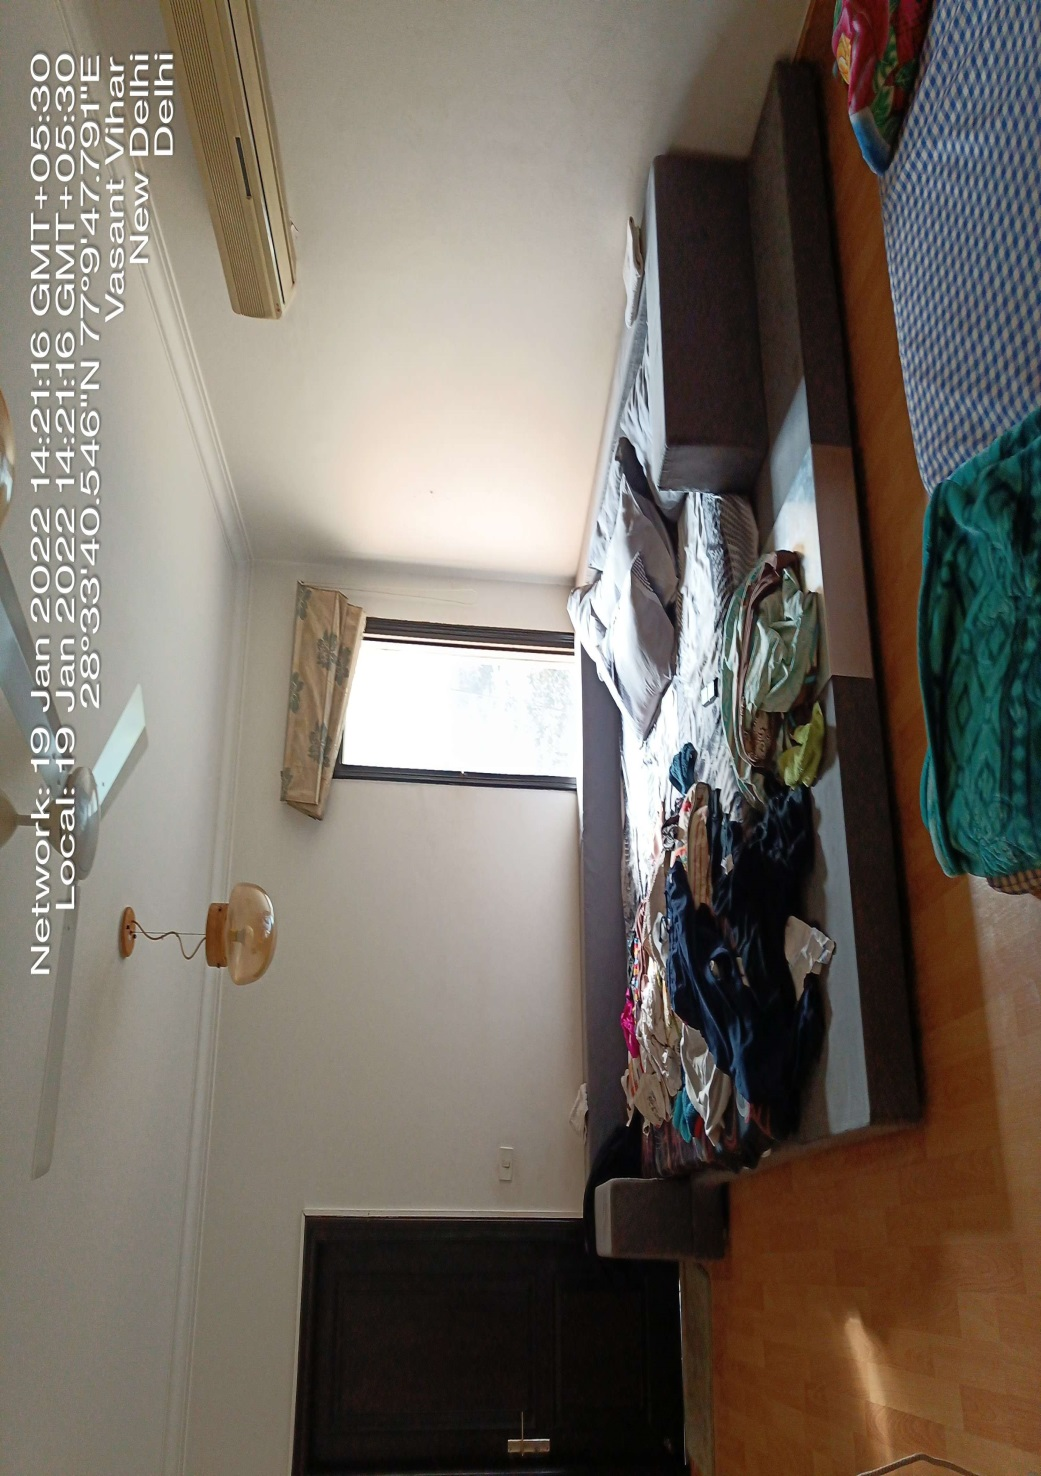 Network: 19 Jan 2022 14:21:16 GMT+05:30
Local: 19 Jan 2022 14:21:16 GMT+05:30
28°33'40.546"N 77°9'47.791"E
Vasant Vihar
New Delhi
Delhi